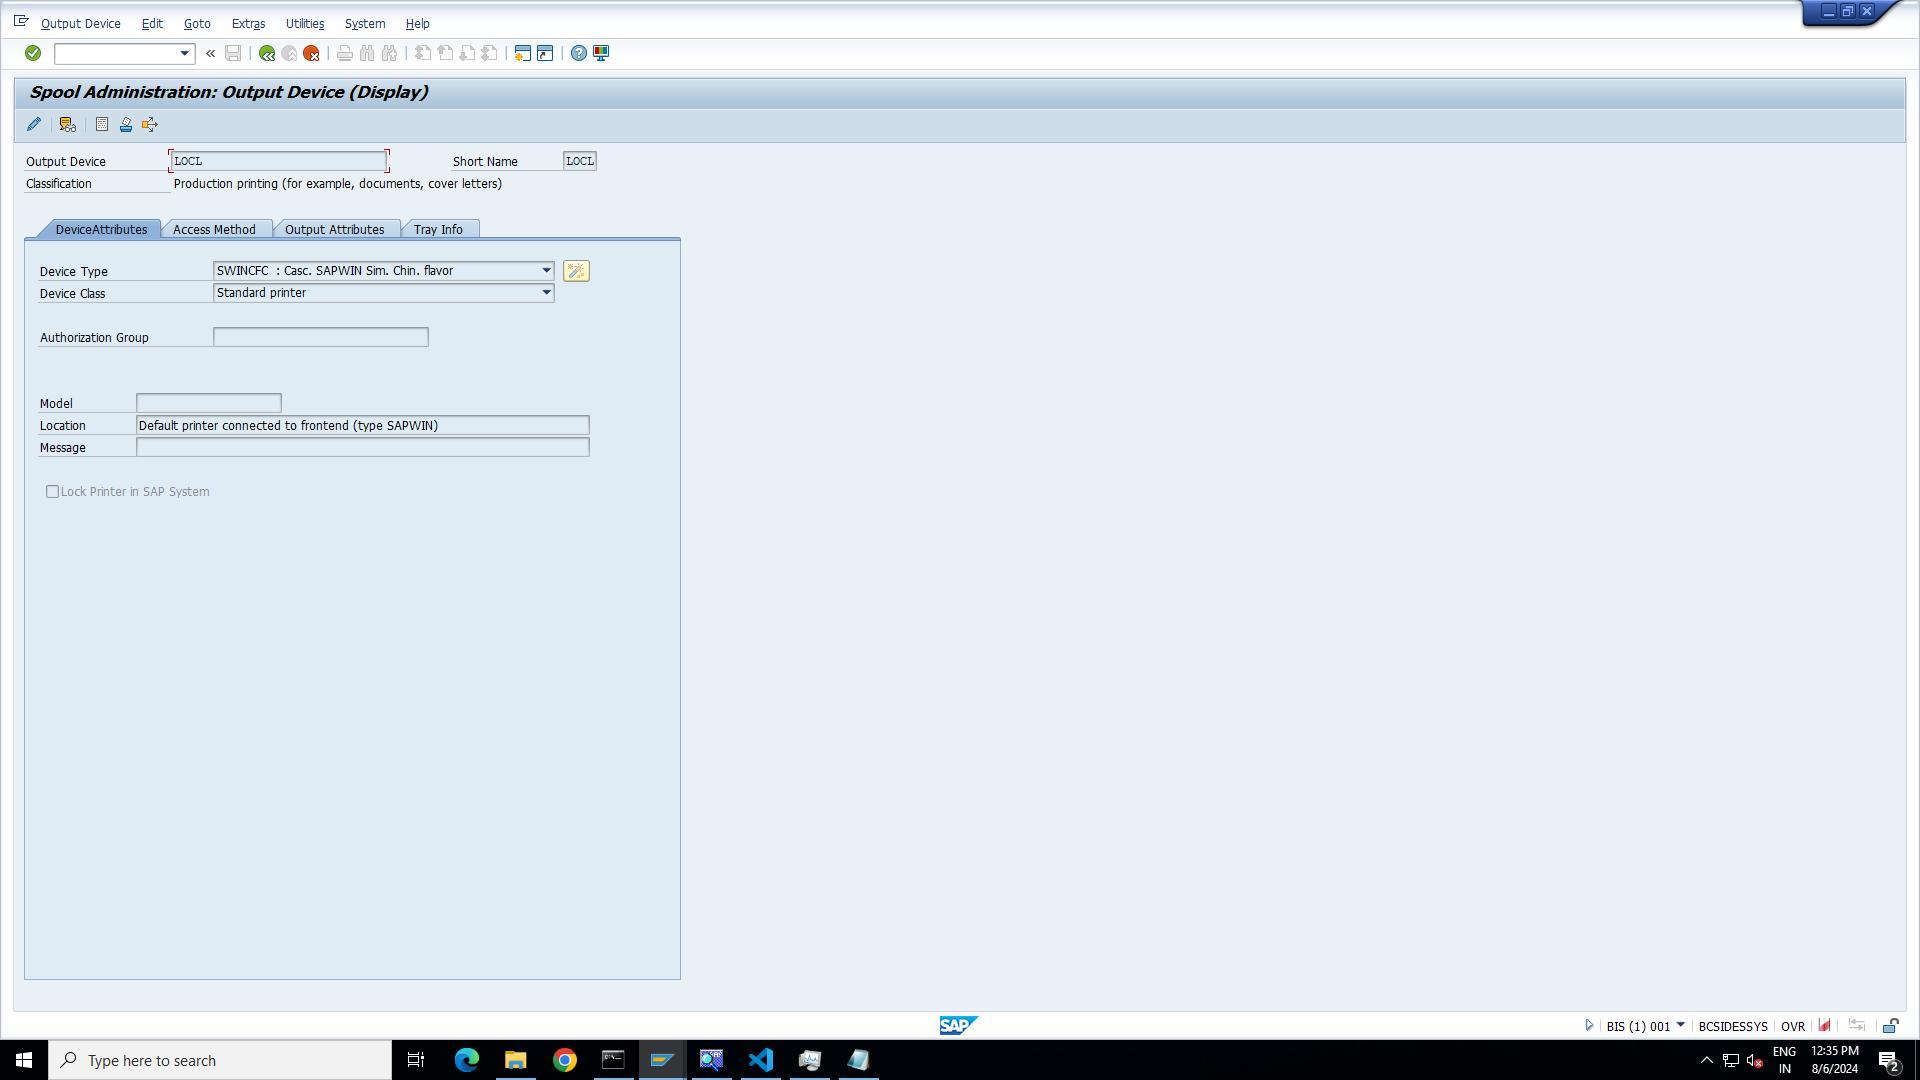 Output Device Edit Goto Extras Utilities System Help
Spool Administration: Output Device (Display)
Output Device LOCL Short Name LOCL
Classification Production printing (for example, documents, cover letters)
DeviceAttributes Access Method Output Attributes Tray Info
Device Type SWINCFC : Casc. SAPWIN Sim. Chin. flavor
Device Class Standard printer
Authorization Group
Model
Location Default printer connected to frontend (type SAPWIN)
Message
Lock Printer in SAP System
SAP
BIS (1) 001 BCSIDESSYS OVR
Type here to search
ENG 12:35 PM
IN 8/6/2024 2